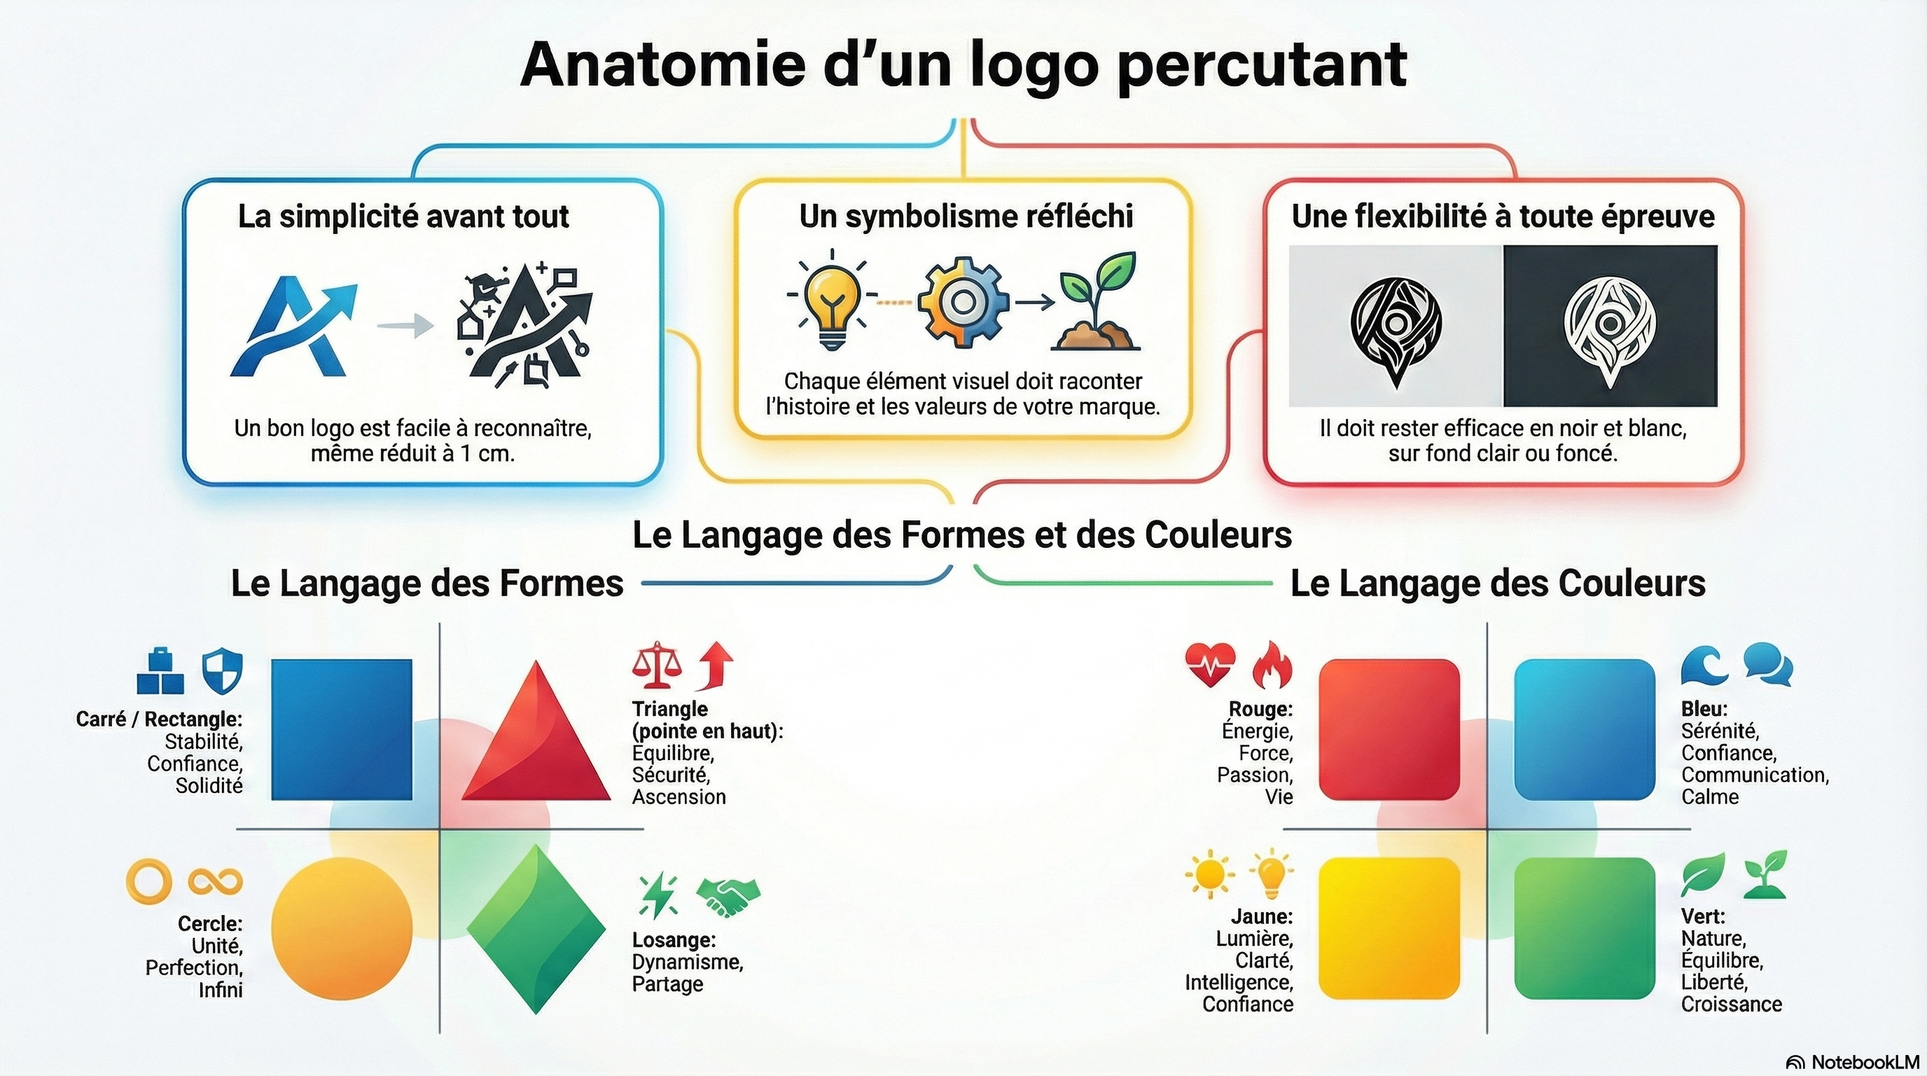 Anatomie d'un logo percutant
La simplicité avant tout
Un bon logo est facile à reconnaître,
même réduit à 1 cm.
Un symbolisme réfléchi
Chaque élément visuel doit raconter
l'histoire et les valeurs de votre marque.
Une flexibilité à toute épreuve
Il doit rester efficace en noir et blanc,
sur fond clair ou foncé.
Le Langage des Formes et des Couleurs
Le Langage des Formes
Carré / Rectangle:
Stabilité,
Confiance,
Solidité
Triangle
(pointe en haut):
Equilibre,
Sécurité,
Ascension
Cercle:
Unité,
Perfection,
Infini
Losange:
Dynamisme,
Partage
Le Langage des Couleurs
Rouge:
Énergie,
Force,
Passion,
Vie
Bleu:
Sérénité,
Confiance,
Communication,
Calme
Jaune:
Lumière,
Clarté,
Intelligence,
Confiance
Vert:
Nature,
Équilibre,
Liberté,
Croissance
NotebookLM